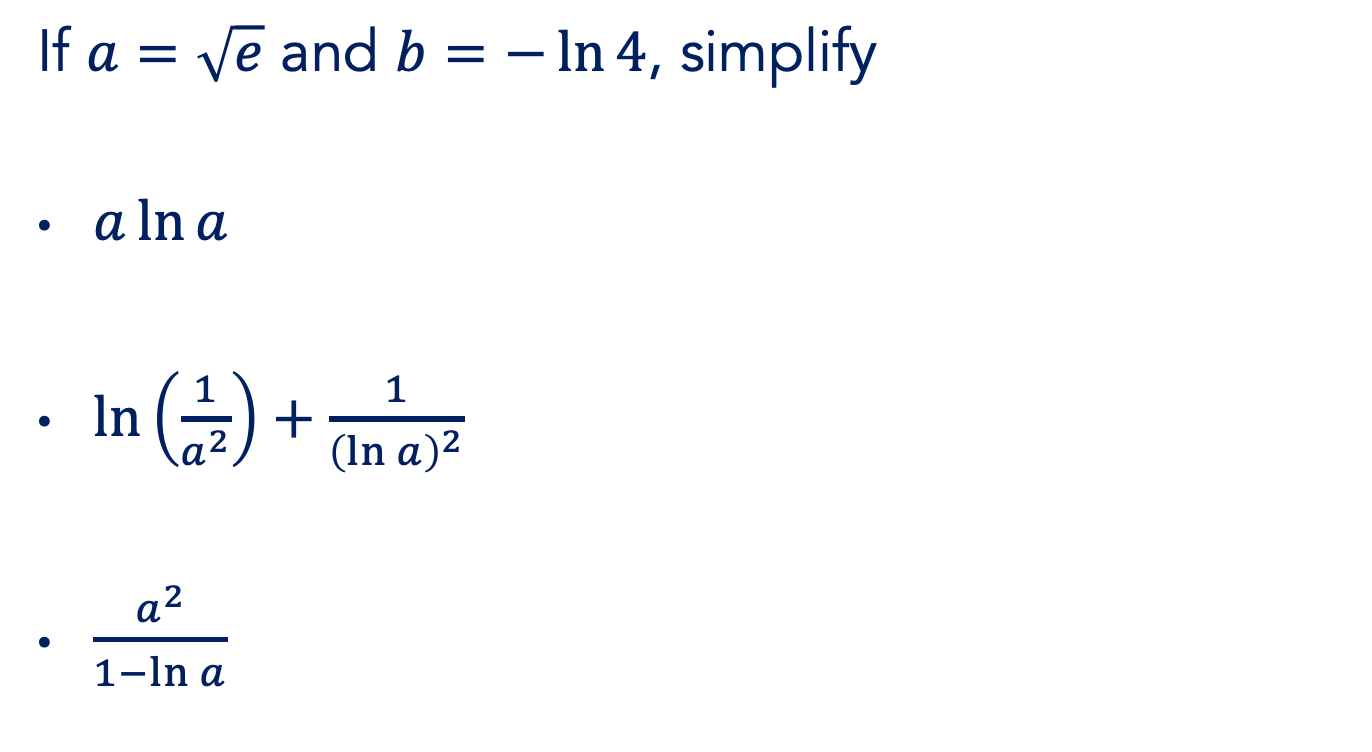 If a = √e and b = − ln 4, simplify
• a ln a
• ln (1/a²) + 1/(ln a)²
• a²/(1−ln a)